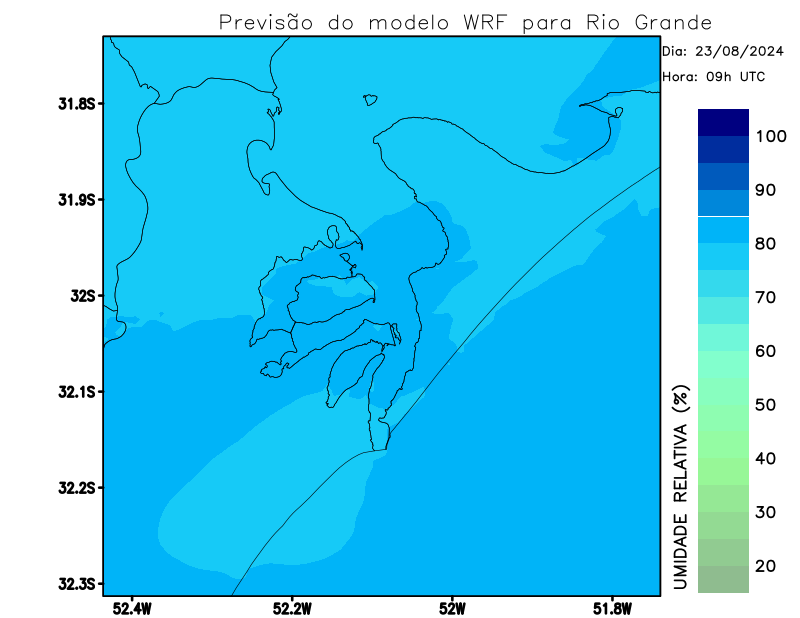 Previsão do modelo WRF para Rio Grande
Dia: 23/08/2024
Hora: 09h UTC
31.8S
31.9S
32S
32.1S
32.2S
32.3S
52.4W
52.2W
52W
51.8W
100
90
80
70
60
50
40
30
20
UMIDADE RELATIVA (%)